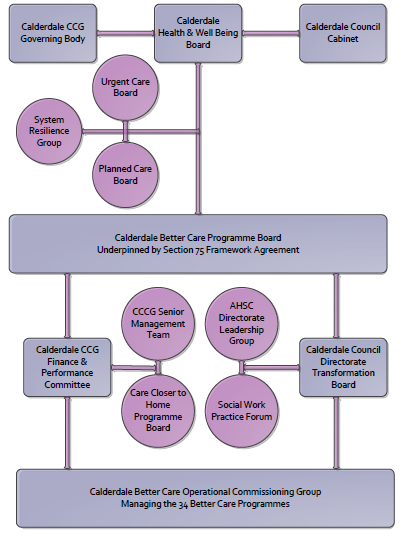 Calderdale CCG
Governing Body
Calderdale
Health & Well Being
Board
Calderdale Council
Cabinet
Urgent Care
Board
System
Resilience
Group
Planned Care
Board
Calderdale Better Care Programme Board
Underpinned by Section 75 Framework Agreement
CCCG Senior
Management
Team
AHSC
Directorate
Leadership
Group
Calderdale CCG
Finance &
Performance
Committee
Calderdale Council
Directorate
Transformation
Board
Care Closer to
Home
Programme
Board
Social Work
Practice Forum
Calderdale Better Care Operational Commissioning Group
Managing the 34 Better Care Programmes